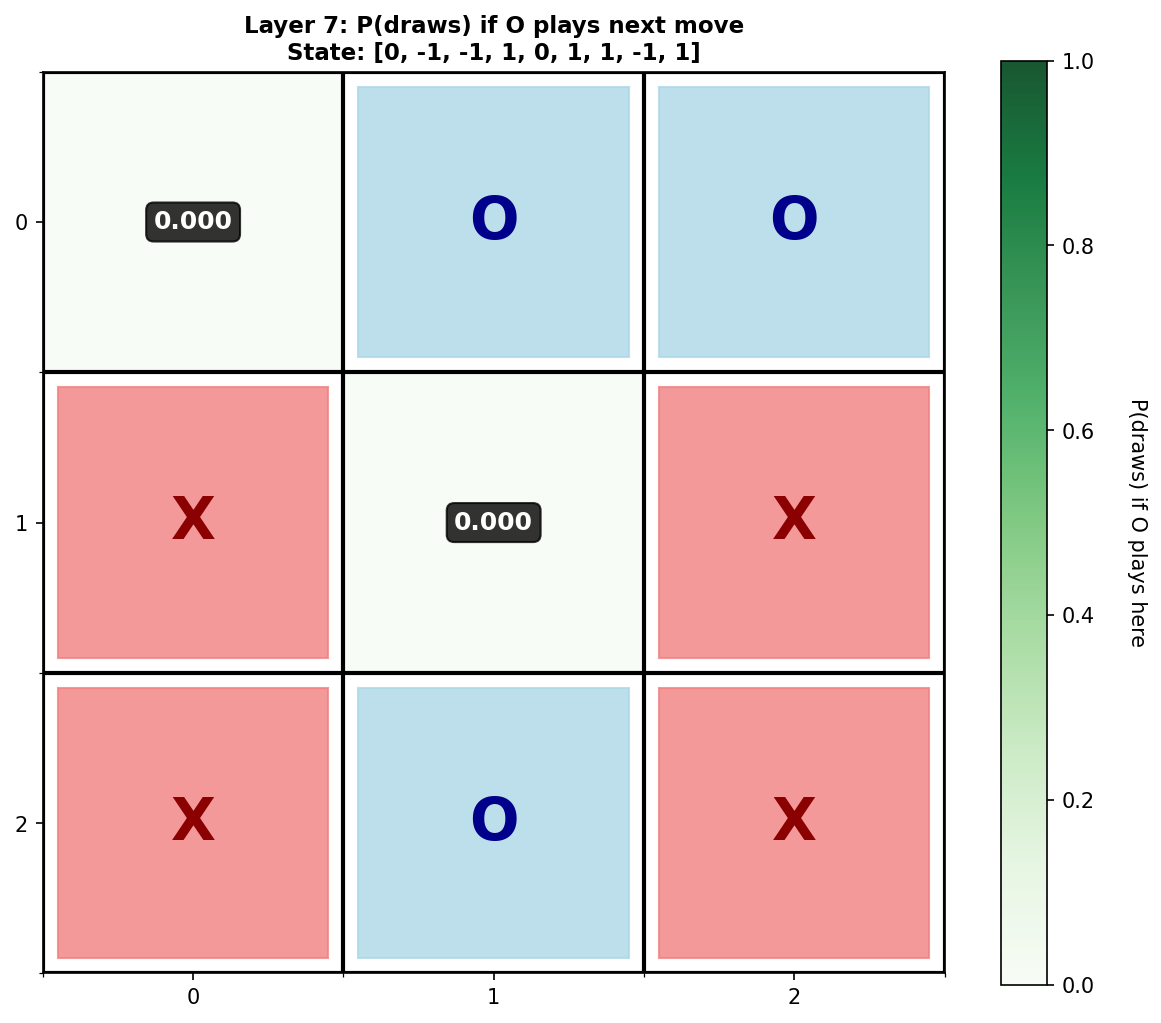 Layer 7: P(draws) if O plays next move
State: [0, -1, -1, 1, 0, 1, 1, -1, 1]
0 0.000 O O
1 X 0.000 X
2 X O X
0 1 2
1.0
0.8
0.6
0.4
0.2
0.0
P(draws) if O plays here